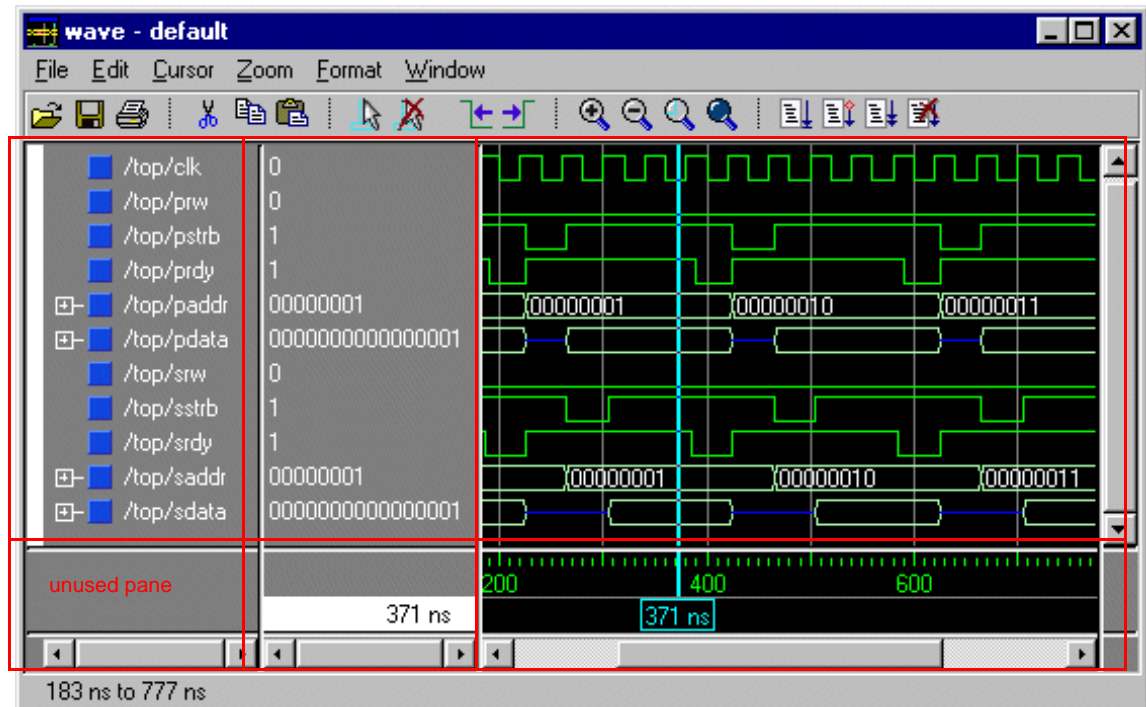 wave - default
File Edit Cursor Zoom Format Window
/top/clk 0
/top/prw 0
/top/pstrb 1
/top/prdy 1
/top/paddr 00000001 00000001 00000010 00000011
/top/pdata 0000000000000001
/top/srw 0
/top/sstrb 1
/top/srdy 1
/top/saddr 00000001 00000001 00000010 00000011
/top/sdata 0000000000000001
unused pane 200 400 600
371 ns 371 ns
183 ns to 777 ns